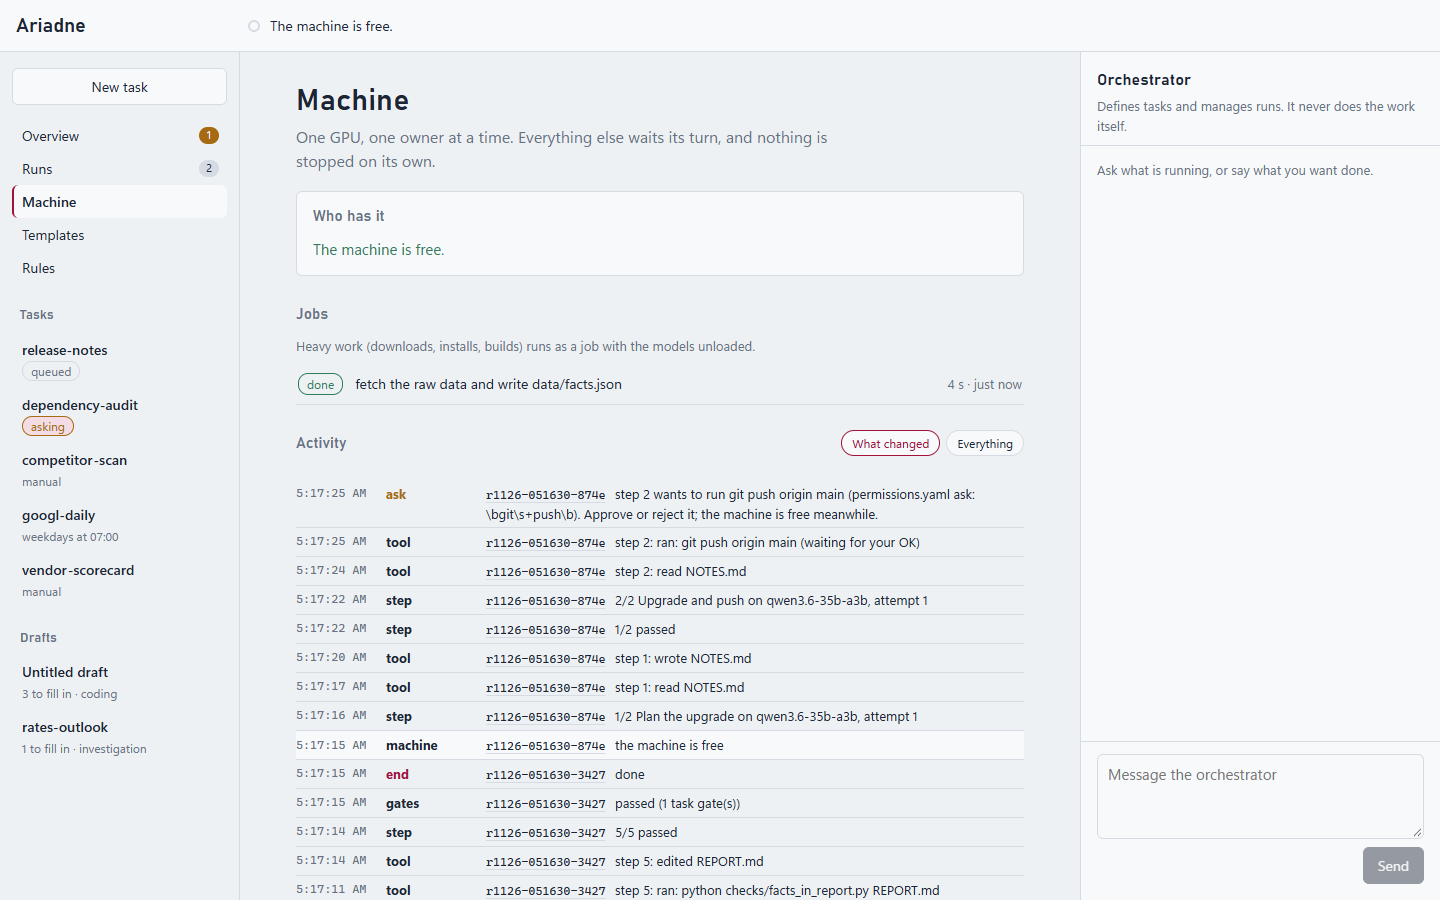 Ariadne
The machine is free.
New task
Overview 1
Runs 2
Machine
Templates
Rules
Tasks
release-notes
queued
dependency-audit
asking
competitor-scan
manual
googl-daily
weekdays at 07:00
vendor-scorecard
manual
Drafts
Untitled draft
3 to fill in · coding
rates-outlook
1 to fill in · investigation
Machine
One GPU, one owner at a time. Everything else waits its turn, and nothing is
stopped on its own.
Who has it
The machine is free.
Jobs
Heavy work (downloads, installs, builds) runs as a job with the models unloaded.
done fetch the raw data and write data/facts.json 4 s · just now
Activity What changed Everything
5:17:25 AM ask r1126-051630-874e step 2 wants to run git push origin main (permissions.yaml ask:
\bgit\s+push\b). Approve or reject it; the machine is free meanwhile.
5:17:25 AM tool r1126-051630-874e step 2: ran: git push origin main (waiting for your OK)
5:17:24 AM tool r1126-051630-874e step 2: read NOTES.md
5:17:22 AM step r1126-051630-874e 2/2 Upgrade and push on qwen3.6-35b-a3b, attempt 1
5:17:22 AM step r1126-051630-874e 1/2 passed
5:17:20 AM tool r1126-051630-874e step 1: wrote NOTES.md
5:17:17 AM tool r1126-051630-874e step 1: read NOTES.md
5:17:16 AM step r1126-051630-874e 1/2 Plan the upgrade on qwen3.6-35b-a3b, attempt 1
5:17:15 AM machine r1126-051630-874e the machine is free
5:17:15 AM end r1126-051630-3427 done
5:17:15 AM gates r1126-051630-3427 passed (1 task gate(s))
5:17:14 AM step r1126-051630-3427 5/5 passed
5:17:14 AM tool r1126-051630-3427 step 5: edited REPORT.md
5:17:11 AM tool r1126-051630-3427 step 5: ran: python checks/facts_in_report.py REPORT.md
Orchestrator
Defines tasks and manages runs. It never does the work
itself.
Ask what is running, or say what you want done.
Message the orchestrator
Send